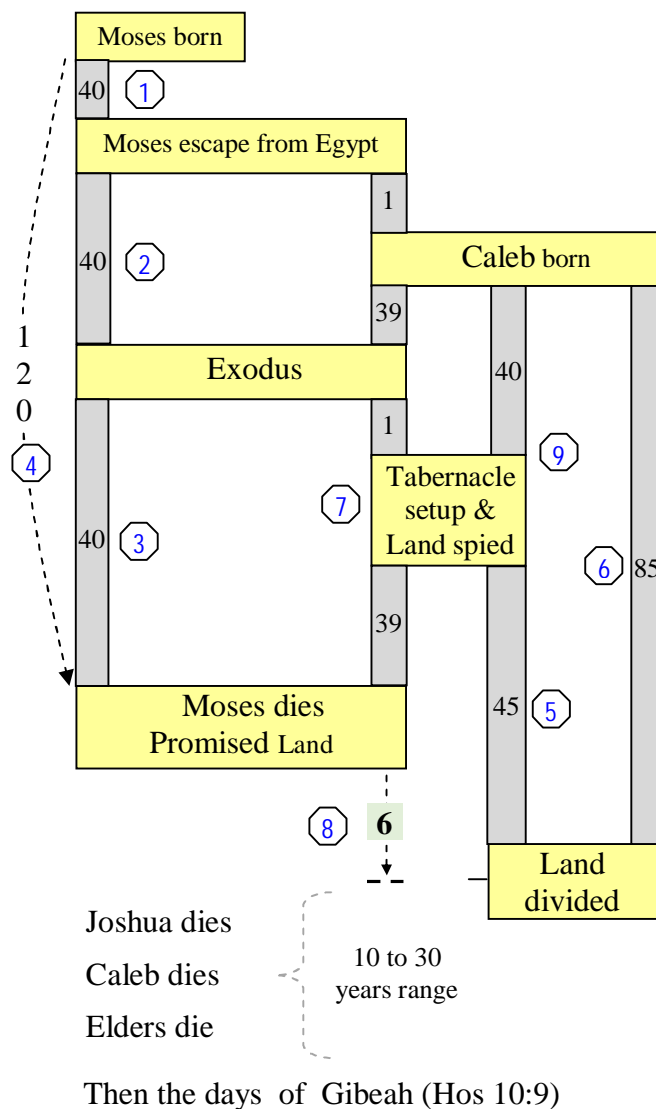 Moses born
40 1
Moses escape from Egypt
1
Caleb born
40 2
39
1
2
0
Exodus
40
1
4
9
7
Tabernacle
setup &
Land spied
40 3
6 85
39
Moses dies
Promised Land
45 5
8 6
Land
divided
Joshua dies
Caleb dies
Elders die
10 to 30
years range
Then the days of Gibeah (Hos 10:9)